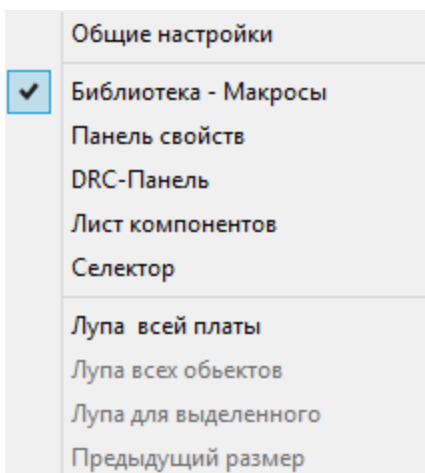 Общие настройки
Библиотека - Макросы
Панель свойств
DRC-Панель
Лист компонентов
Селектор
Лупа  всей платы
Лупа всех обьектов
Лупа для выделенного
Предыдущий размер